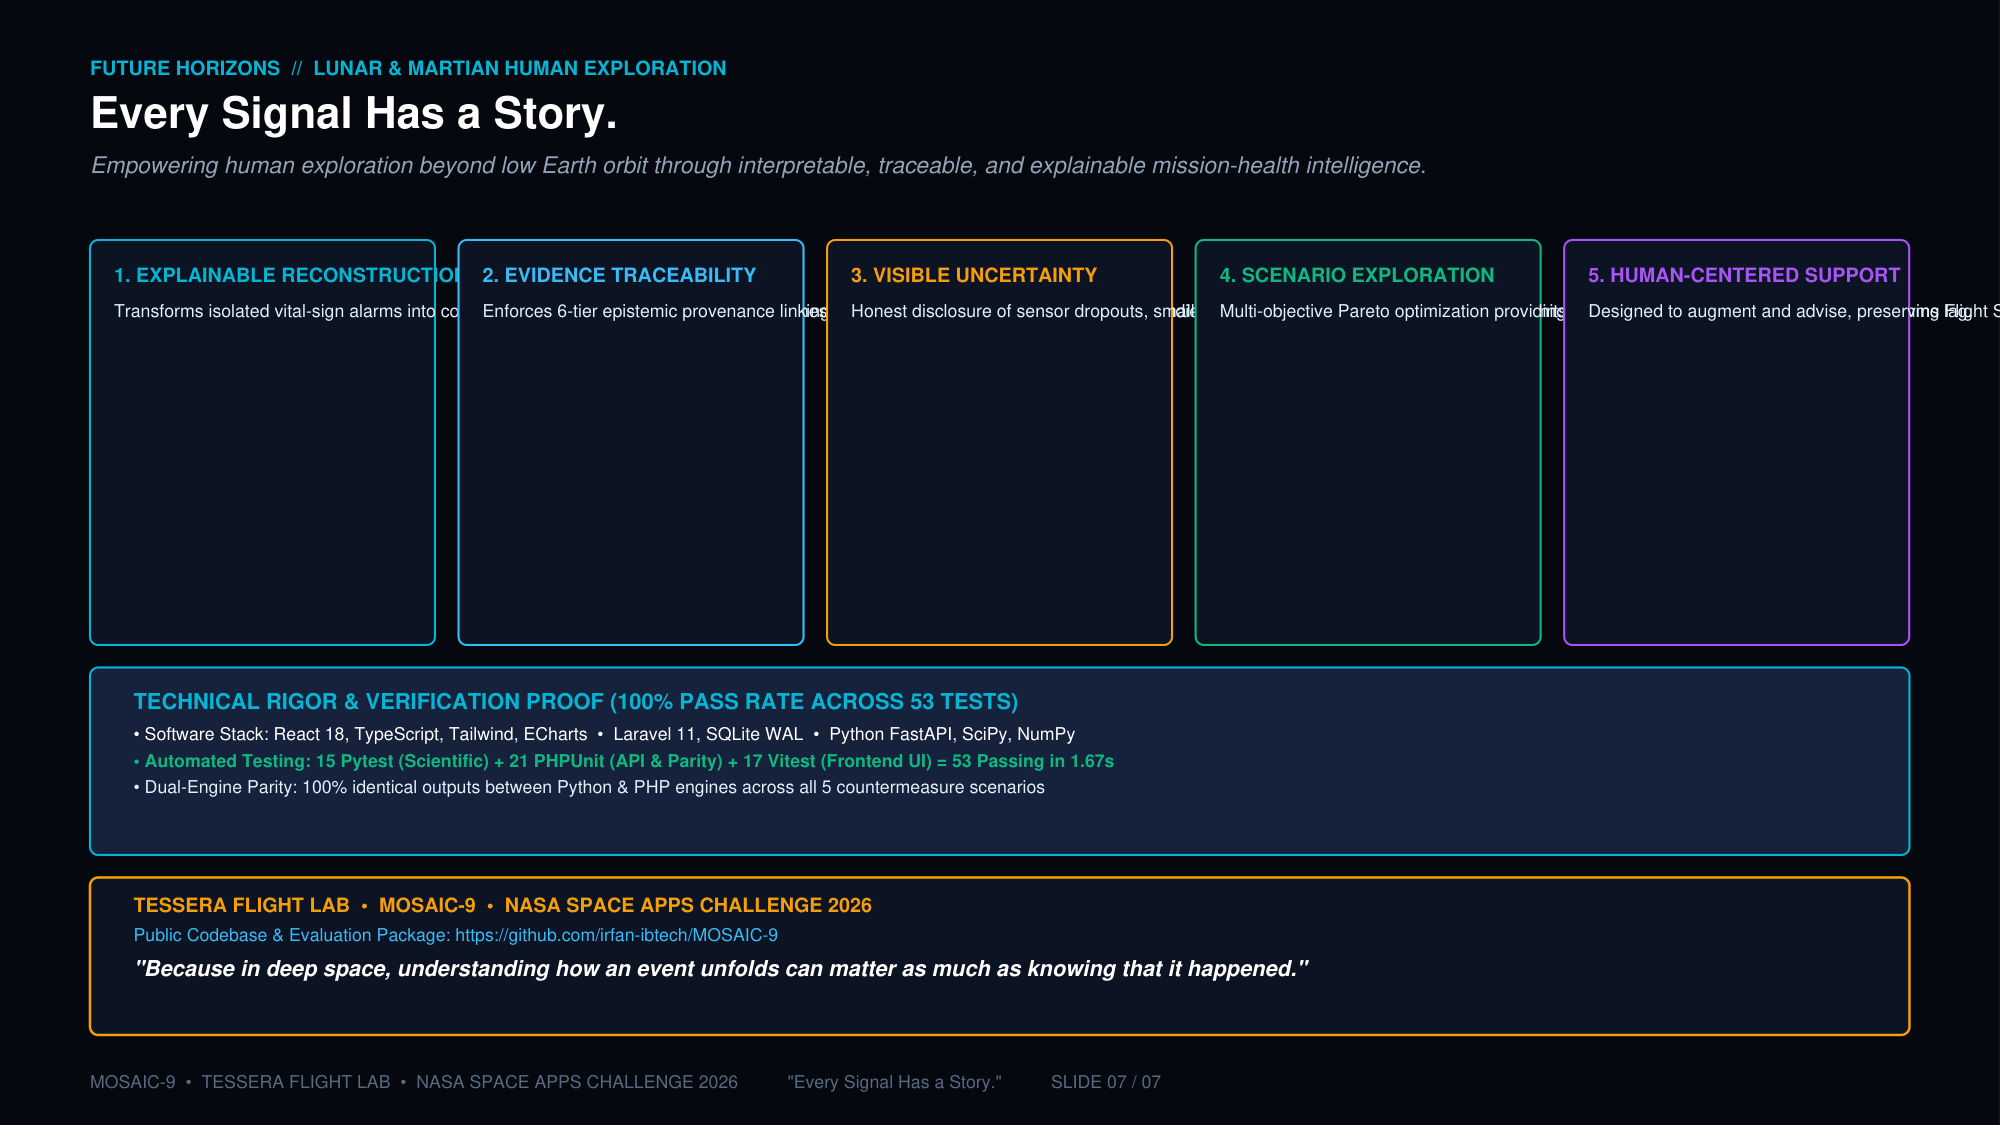 FUTURE HORIZONS // LUNAR & MARTIAN HUMAN EXPLORATION
Every Signal Has a Story.
Empowering human exploration beyond low Earth orbit through interpretable, traceable, and explainable mission-health intelligence.
1. EXPLAINABLE RECONSTRUCTION
Transforms isolated vital-sign alarms into
2. EVIDENCE TRACEABILITY
Enforces 6-tier epistemic provenance linking
3. VISIBLE UNCERTAINTY
Honest disclosure of sensor dropouts,
4. SCENARIO EXPLORATION
Multi-objective Pareto optimization providing
5. HUMAN-CENTERED SUPPORT
Designed to augment and advise, preserving Flight
TECHNICAL RIGOR & VERIFICATION PROOF (100% PASS RATE ACROSS 53 TESTS)
• Software Stack: React 18, TypeScript, Tailwind, ECharts • Laravel 11, SQLite WAL • Python FastAPI, SciPy, NumPy
• Automated Testing: 15 Pytest (Scientific) + 21 PHPUnit (API & Parity) + 17 Vitest (Frontend UI) = 53 Passing in 1.67s
• Dual-Engine Parity: 100% identical outputs between Python & PHP engines across all 5 countermeasure scenarios
TESSERA FLIGHT LAB • MOSAIC-9 • NASA SPACE APPS CHALLENGE 2026
Public Codebase & Evaluation Package: https://github.com/irfan-ibtech/MOSAIC-9
"Because in deep space, understanding how an event unfolds can matter as much as knowing that it happened."
MOSAIC-9 • TESSERA FLIGHT LAB • NASA SPACE APPS CHALLENGE 2026 "Every Signal Has a Story." SLIDE 07 / 07